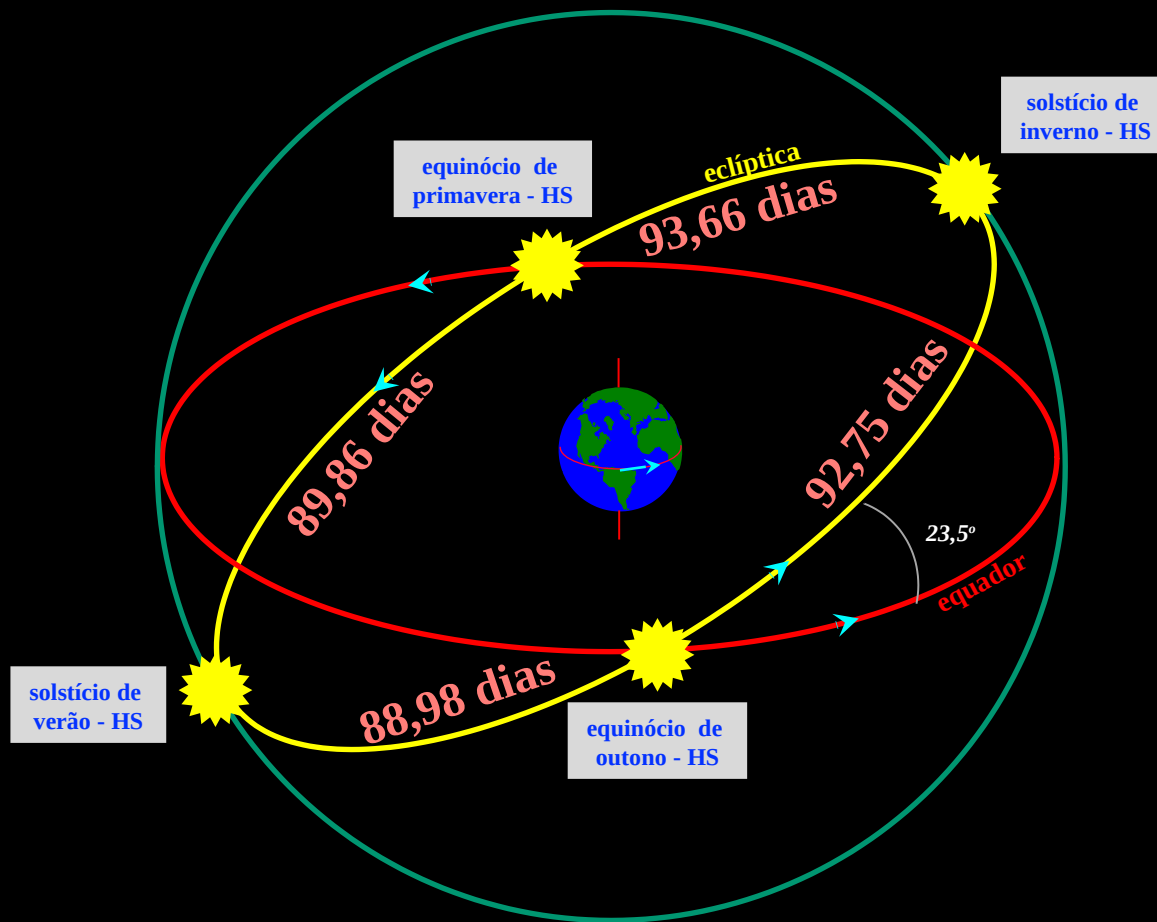 solstício de
inverno - HS
equinócio de
primavera - HS
eclíptica
93,66 dias
89,86 dias
92,75 dias
23,5º
equador
solstício de
verão - HS
88,98 dias
equinócio de
outono - HS